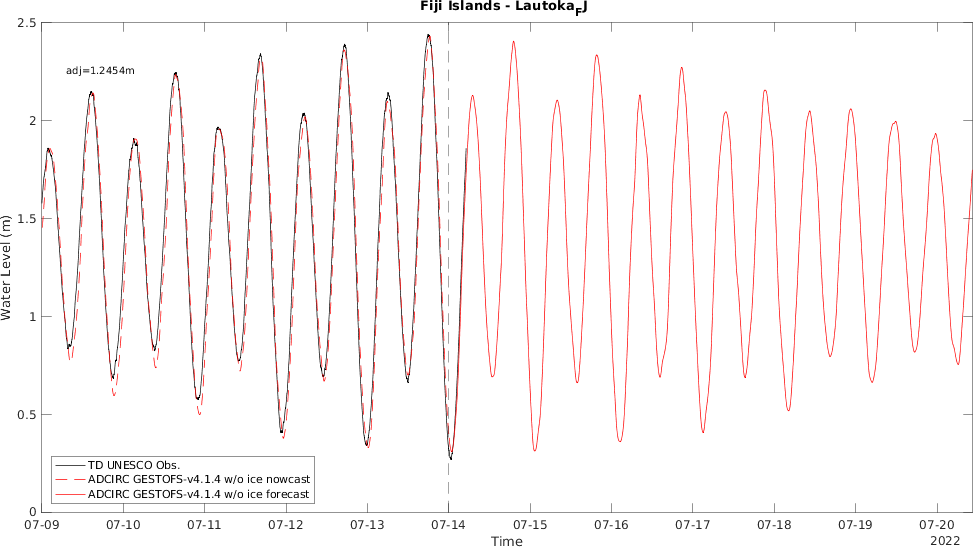 Fiji Islands - Lautoka_FJ
2.5
adj=1.2454m
2
1.5
Water Level (m)
1
0.5
TD UNESCO Obs.
ADCIRC GESTOFS-v4.1.4 w/o ice nowcast
ADCIRC GESTOFS-v4.1.4 w/o ice forecast
0
07-09 07-10 07-11 07-12 07-13 07-14 07-15 07-16 07-17 07-18 07-19 07-20
Time 2022